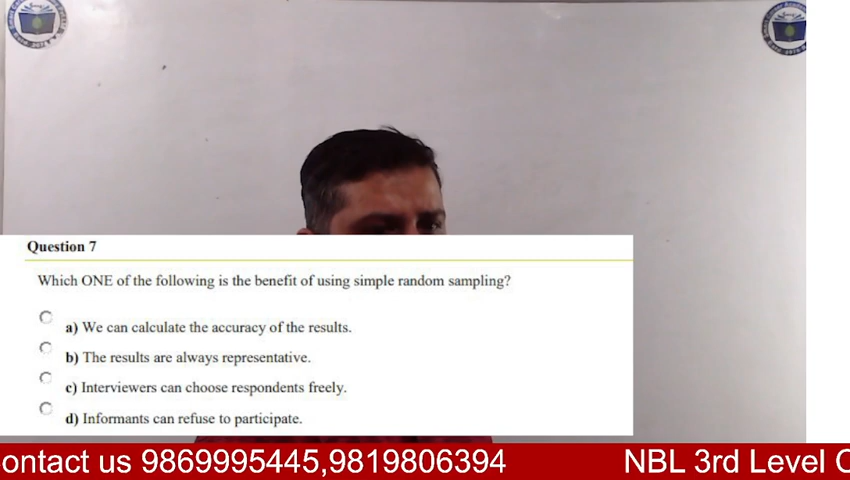 Question 7
Which ONE of the following is the benefit of using simple random sampling?
a) We can calculate the accuracy of the results.
b) The results are always representative.
c) Interviewers can choose respondents freely.
d) Informants can refuse to participate.
ontact us 9869995445,9819806394 NBL 3rd Level C